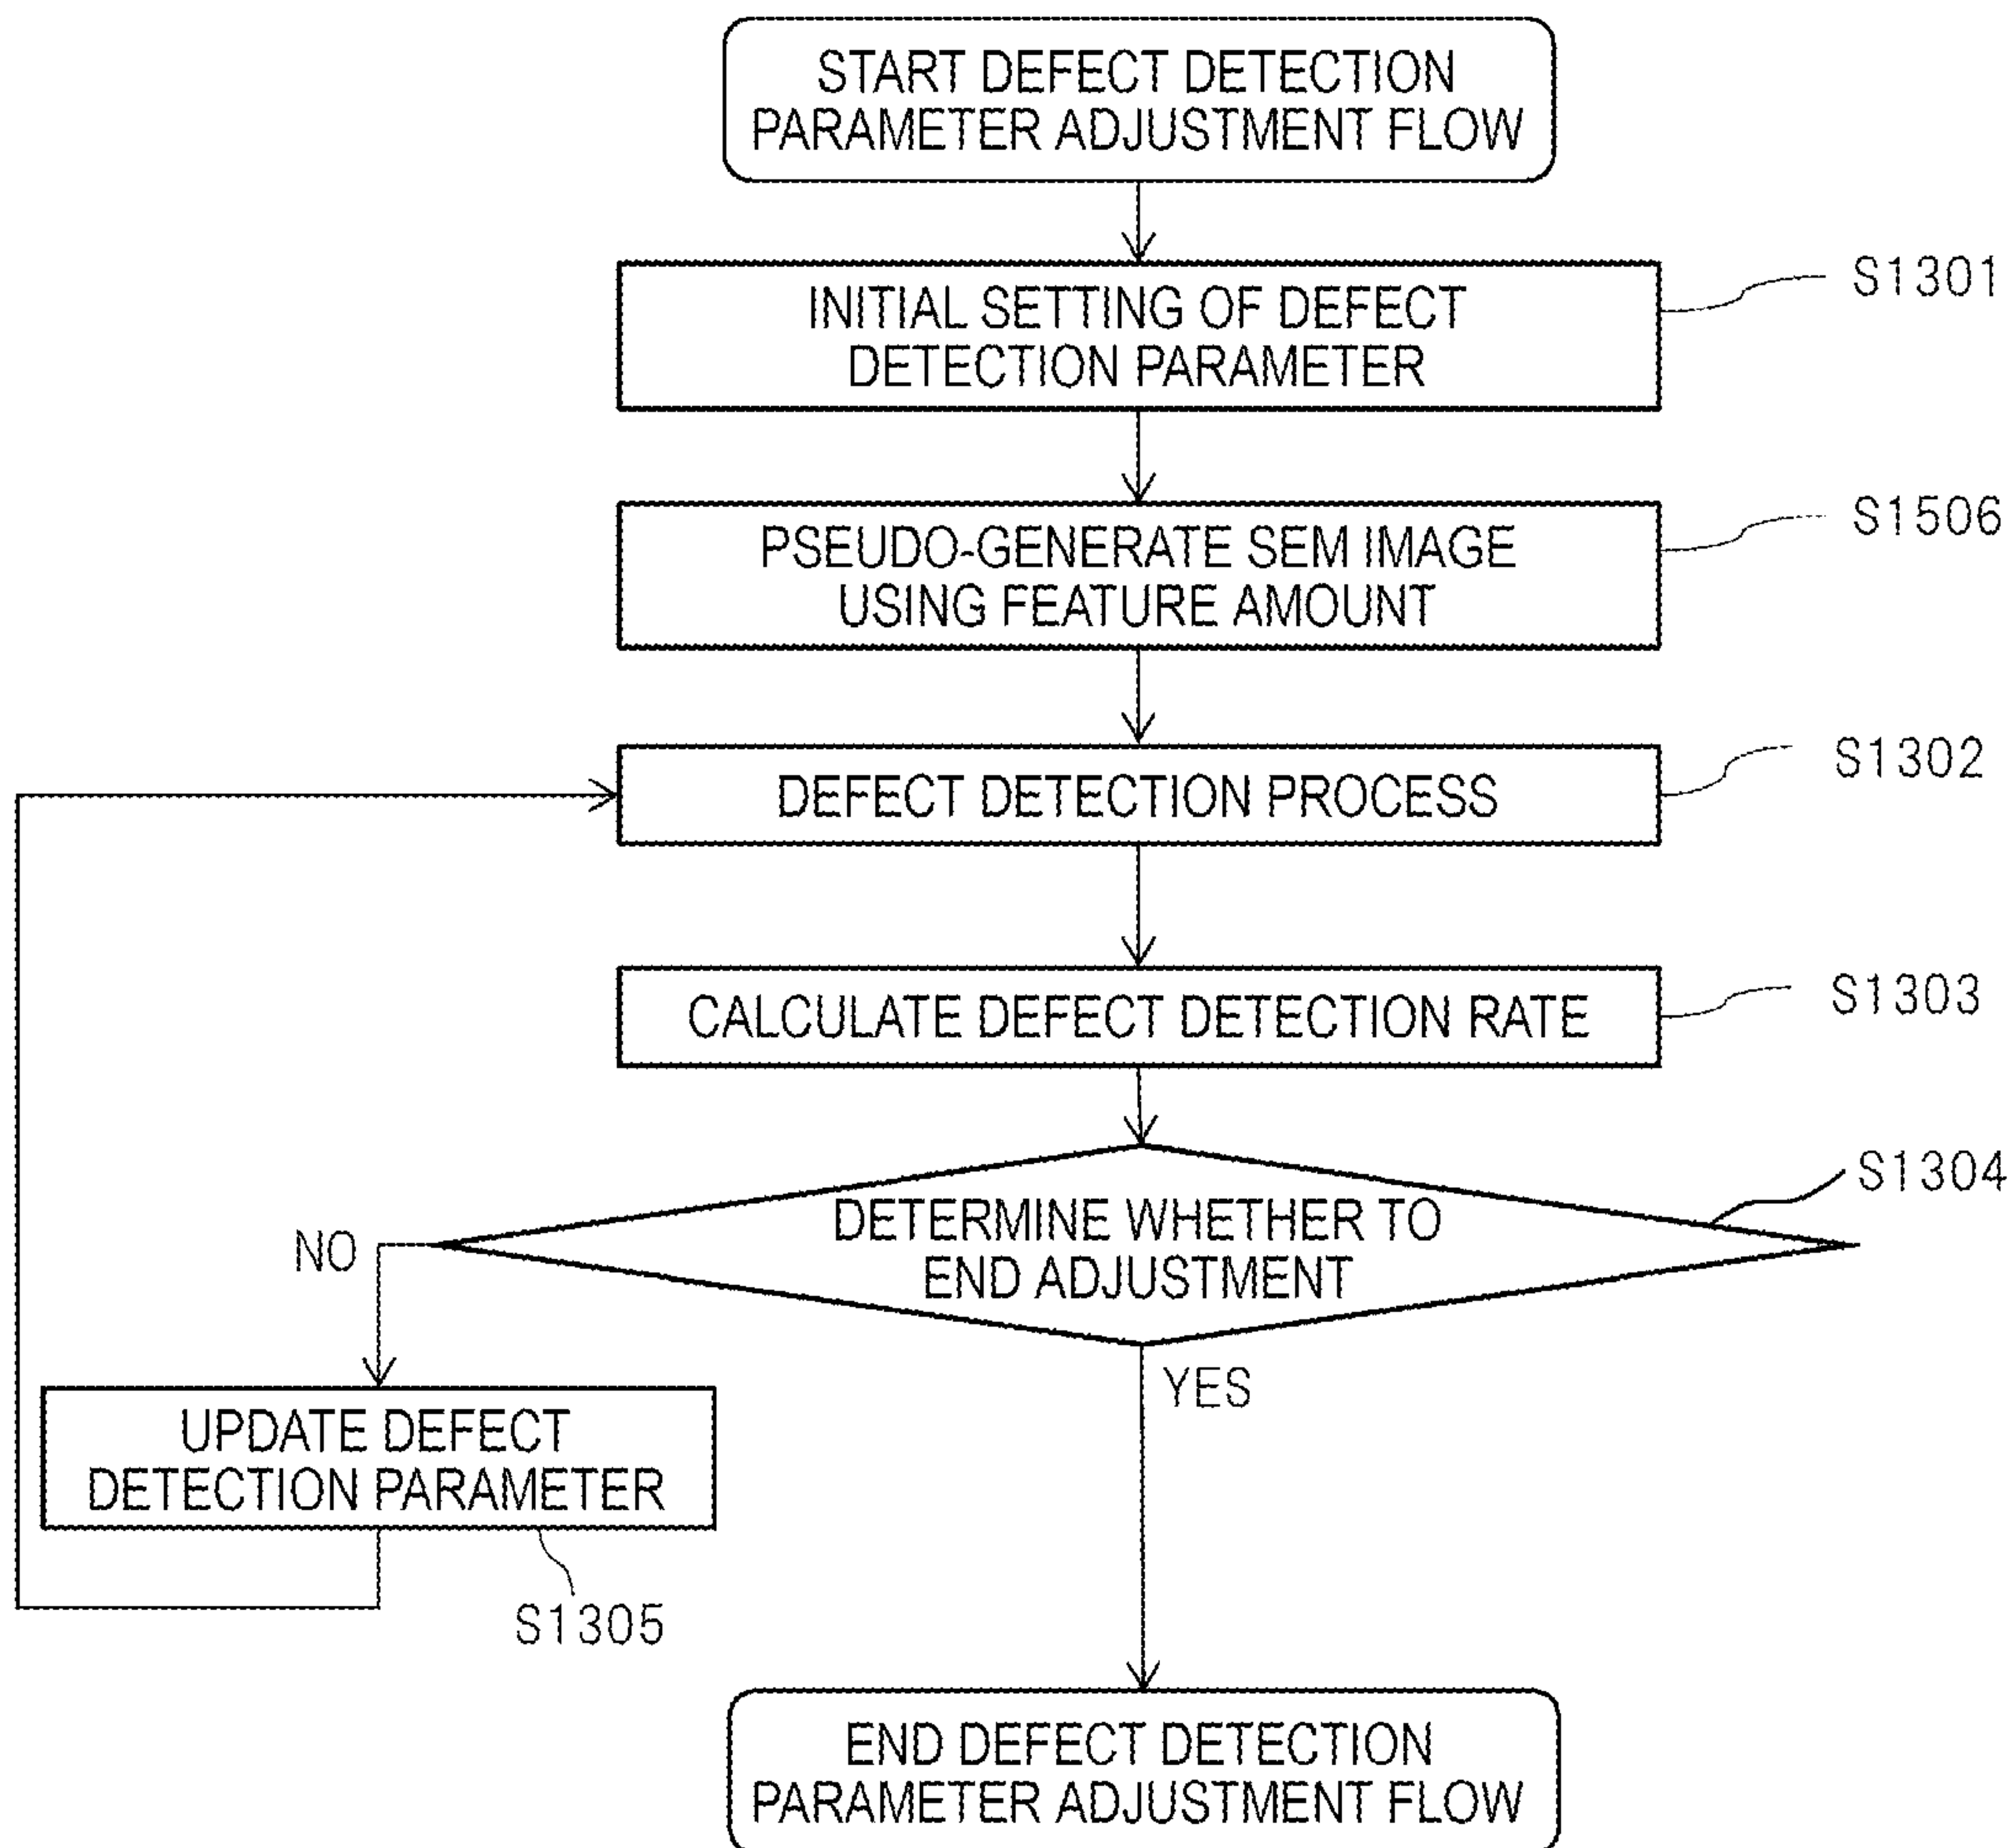 START DEFECT DETECTION
PARAMETER ADJUSTMENT FLOW
INITIAL SETTING OF DEFECT
DETECTION PARAMETER
S1301
PSEUDO-GENERATE SEM IMAGE
USING FEATURE AMOUNT
S1506
DEFECT DETECTION PROCESS
S1302
CALCULATE DEFECT DETECTION RATE
S1303
DETERMINE WHETHER TO
END ADJUSTMENT
S1304
NO
YES
UPDATE DEFECT
DETECTION PARAMETER
S1305
END DEFECT DETECTION
PARAMETER ADJUSTMENT FLOW